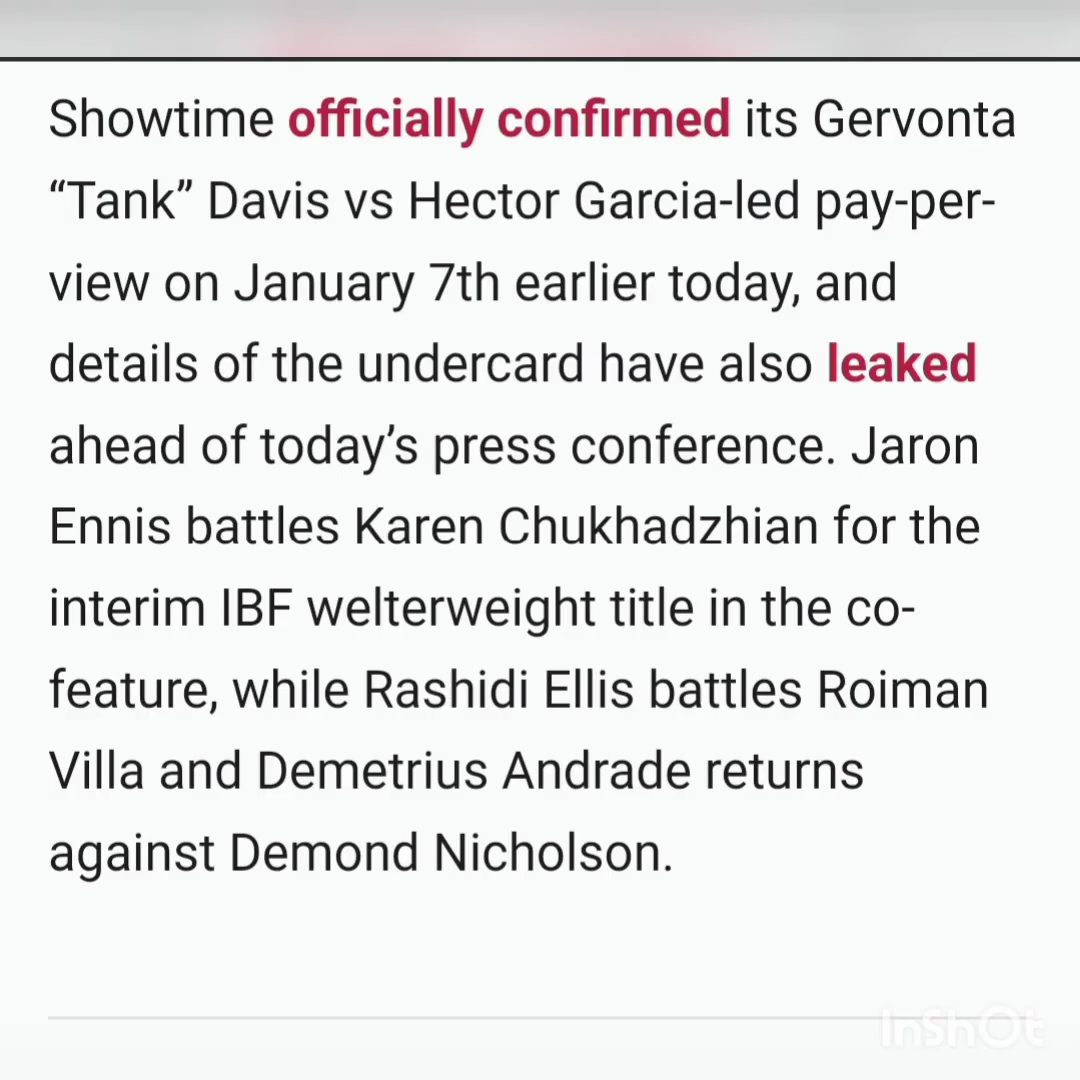 Showtime officially confirmed its Gervonta
“Tank” Davis vs Hector Garcia-led pay-per-
view on January 7th earlier today, and
details of the undercard have also leaked
ahead of today’s press conference. Jaron
Ennis battles Karen Chukhadzhian for the
interim IBF welterweight title in the co-
feature, while Rashidi Ellis battles Roiman
Villa and Demetrius Andrade returns
against Demond Nicholson.
InShOt